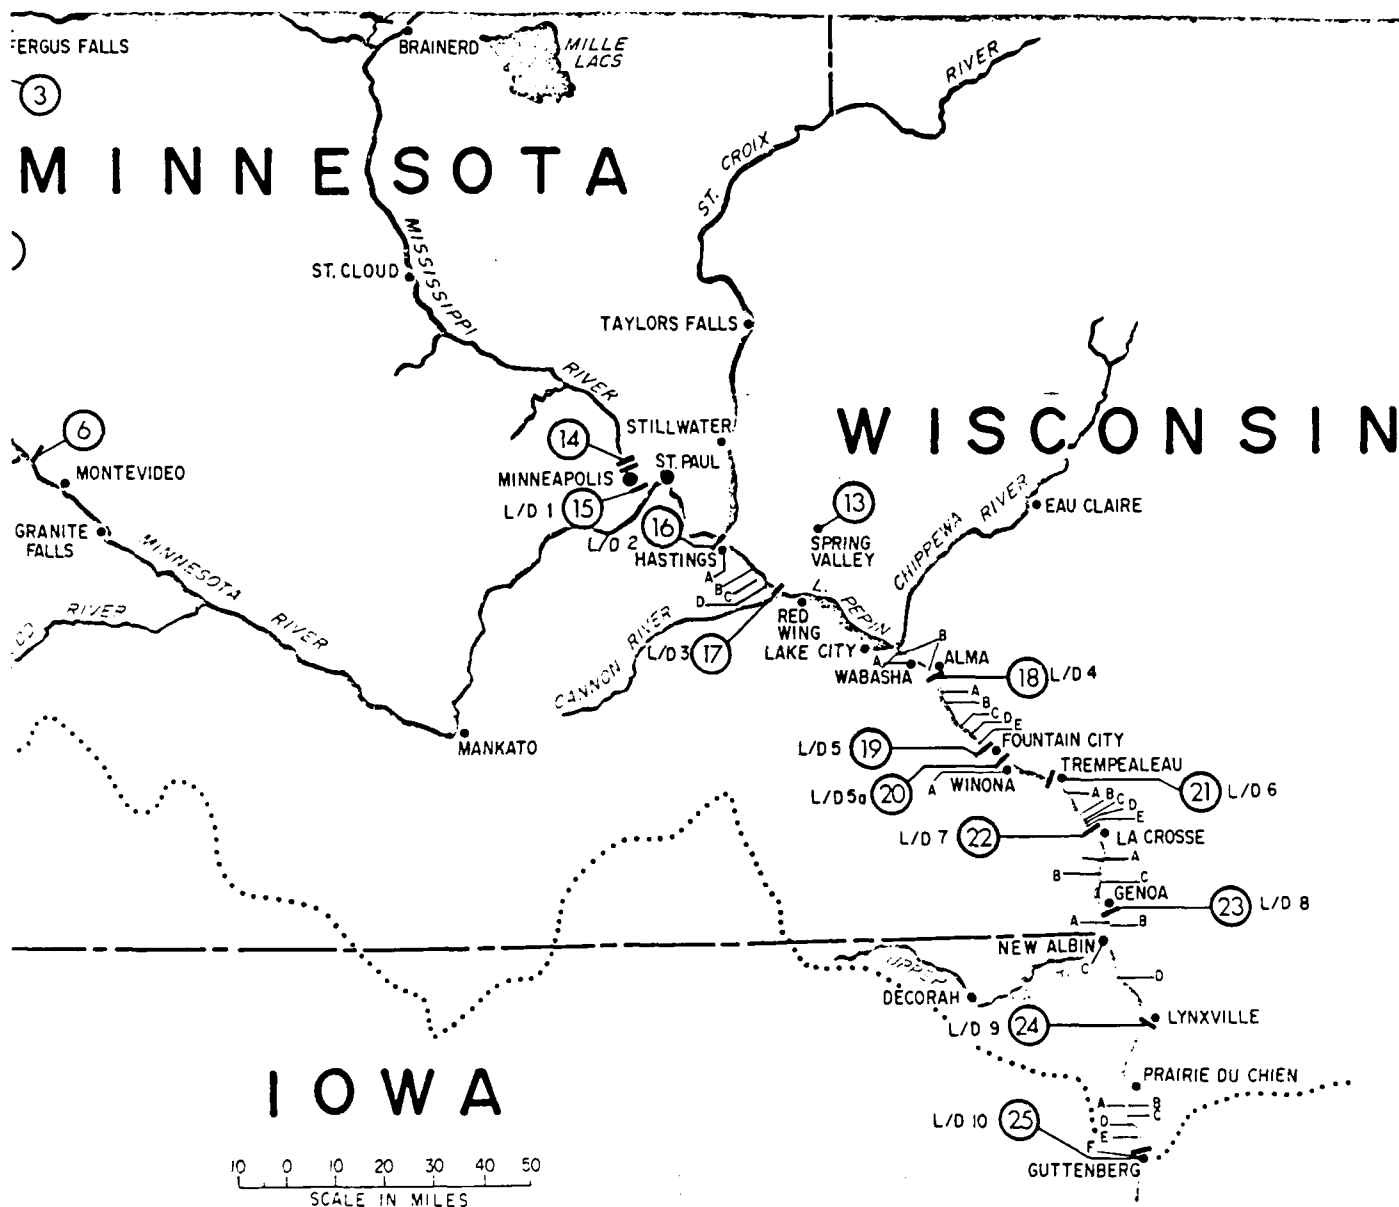 FERGUS FALLS
BRAINERD
MILLE
LACS
RIVER
3
MINNESOTA
ST. CROIX
MISSISSIPPI
ST. CLOUD
TAYLORS FALLS
RIVER
WISCONSIN
6
14
STILLWATER
MONTEVIDEO
MINNEAPOLIS
ST. PAUL
L/D 1
15
13
EAU CLAIRE
GRANITE
FALLS
16
L/D 2
HASTINGS
SPRING
VALLEY
CHIPPEWA RIVER
MINNESOTA RIVER
A
B
C
D
L. PEPIN
RIVER
CANNON RIVER
RED
WING
LAKE CITY
L/D 3
17
B
A
WABASHA
ALMA
18
L/D 4
A
B
C
D
E
MANKATO
L/D 5
19
FOUNTAIN CITY
L/D 5a
20
A
WINONA
TREMPEALEAU
21
L/D 6
A
B
C
D
E
L/D 7
22
LA CROSSE
A
B
C
GENOA
23
L/D 8
A
B
NEW ALBIN
UPPER
C
D
DECORAH
L/D 9
24
LYNXVILLE
IOWA
PRAIRIE DU CHIEN
A
B
C
D
E
F
L/D 10
25
GUTTENBERG
10 0 10 20 30 40 50
SCALE IN MILES